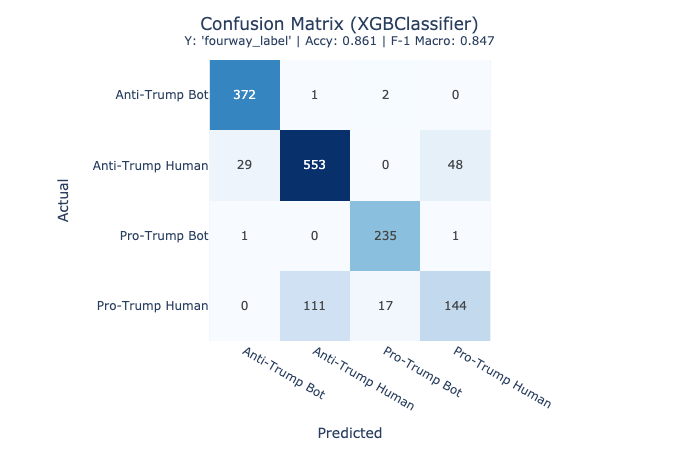 Confusion Matrix (XGBClassifier)
Y: 'fourway_label' | Accy: 0.861 | F-1 Macro: 0.847
Anti-Trump Bot 372 1 2 0
Anti-Trump Human 29 553 0 48
Pro-Trump Bot 1 0 235 1
Pro-Trump Human 0 111 17 144
Actual
Anti-Trump Bot
Anti-Trump Human
Pro-Trump Bot
Pro-Trump Human
Predicted